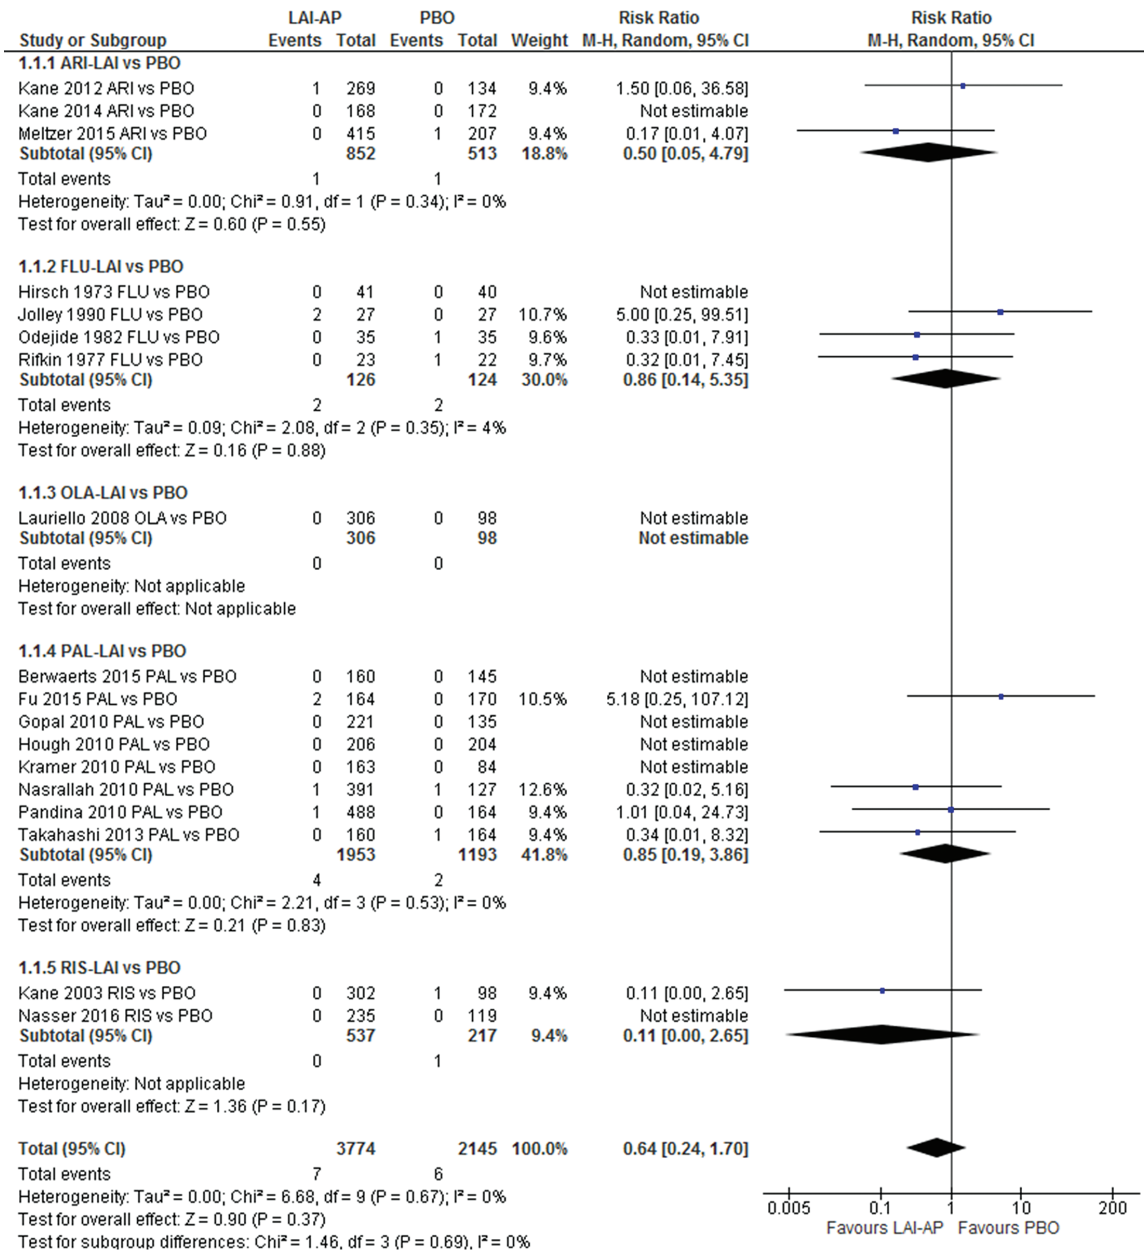 LAI-AP PBO Risk Ratio Risk Ratio
Study or Subgroup Events Total Events Total Weight M-H, Random, 95% CI M-H, Random, 95% CI
1.1.1 ARI-LAI vs PBO
Kane 2012 ARI vs PBO 1 269 0 134 9.4% 1.50 [0.06, 36.58]
Kane 2014 ARI vs PBO 0 168 0 172 Not estimable
Meltzer 2015 ARI vs PBO 0 415 1 207 9.4% 0.17 [0.01, 4.07]
Subtotal (95% CI) 852 513 18.8% 0.50 [0.05, 4.79]
Total events 1 1
Heterogeneity: Tau² = 0.00; Chi² = 0.91, df = 1 (P = 0.34); I² = 0%
Test for overall effect: Z = 0.60 (P = 0.55)
1.1.2 FLU-LAI vs PBO
Hirsch 1973 FLU vs PBO 0 41 0 40 Not estimable
Jolley 1990 FLU vs PBO 2 27 0 27 10.7% 5.00 [0.25, 99.51]
Odejide 1982 FLU vs PBO 0 35 1 35 9.6% 0.33 [0.01, 7.91]
Rifkin 1977 FLU vs PBO 0 23 1 22 9.7% 0.32 [0.01, 7.45]
Subtotal (95% CI) 126 124 30.0% 0.86 [0.14, 5.35]
Total events 2 2
Heterogeneity: Tau² = 0.09; Chi² = 2.08, df = 2 (P = 0.35); I² = 4%
Test for overall effect: Z = 0.16 (P = 0.88)
1.1.3 OLA-LAI vs PBO
Lauriello 2008 OLA vs PBO 0 306 0 98 Not estimable
Subtotal (95% CI) 306 98 Not estimable
Total events 0 0
Heterogeneity: Not applicable
Test for overall effect: Not applicable
1.1.4 PAL-LAI vs PBO
Berwaerts 2015 PAL vs PBO 0 160 0 145 Not estimable
Fu 2015 PAL vs PBO 2 164 0 170 10.5% 5.18 [0.25, 107.12]
Gopal 2010 PAL vs PBO 0 221 0 135 Not estimable
Hough 2010 PAL vs PBO 0 206 0 204 Not estimable
Kramer 2010 PAL vs PBO 0 163 0 84 Not estimable
Nasrallah 2010 PAL vs PBO 1 391 1 127 12.6% 0.32 [0.02, 5.16]
Pandina 2010 PAL vs PBO 1 488 0 164 9.4% 1.01 [0.04, 24.73]
Takahashi 2013 PAL vs PBO 0 160 1 164 9.4% 0.34 [0.01, 8.32]
Subtotal (95% CI) 1953 1193 41.8% 0.85 [0.19, 3.86]
Total events 4 2
Heterogeneity: Tau² = 0.00; Chi² = 2.21, df = 3 (P = 0.53); I² = 0%
Test for overall effect: Z = 0.21 (P = 0.83)
1.1.5 RIS-LAI vs PBO
Kane 2003 RIS vs PBO 0 302 1 98 9.4% 0.11 [0.00, 2.65]
Nasser 2016 RIS vs PBO 0 235 0 119 Not estimable
Subtotal (95% CI) 537 217 9.4% 0.11 [0.00, 2.65]
Total events 0 1
Heterogeneity: Not applicable
Test for overall effect: Z = 1.36 (P = 0.17)
Total (95% CI) 3774 2145 100.0% 0.64 [0.24, 1.70]
Total events 7 6
Heterogeneity: Tau² = 0.00; Chi² = 6.68, df = 9 (P = 0.67); I² = 0%
Test for overall effect: Z = 0.90 (P = 0.37)
Test for subgroup differences: Chi² = 1.46, df = 3 (P = 0.69), I² = 0%
0.005 0.1 1 10 200
Favours LAI-AP Favours PBO